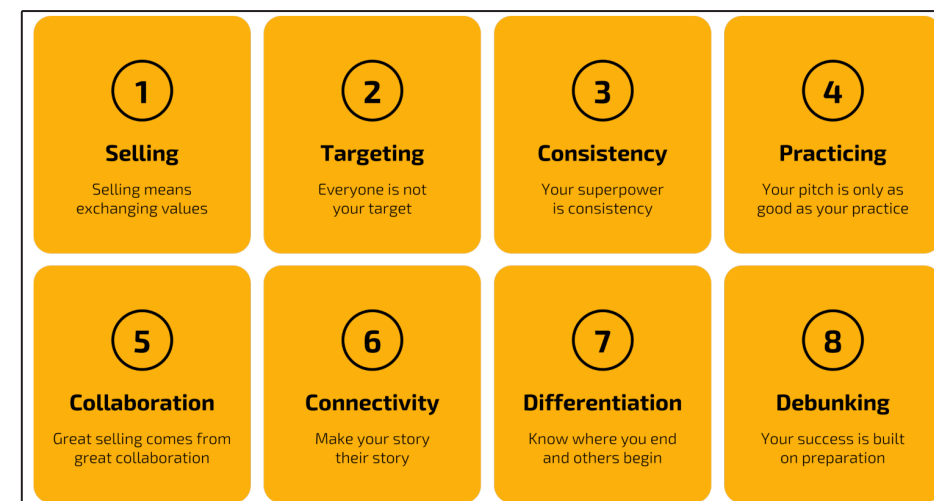 1
Selling
Selling means
exchanging values
2
Targeting
Everyone is not
your target
3
Consistency
Your superpower
is consistency
4
Practicing
Your pitch is only as
good as your practice
5
Collaboration
Great selling comes from
great collaboration
6
Connectivity
Make your story
their story
7
Differentiation
Know where you end
and others begin
8
Debunking
Your success is built
on preparation